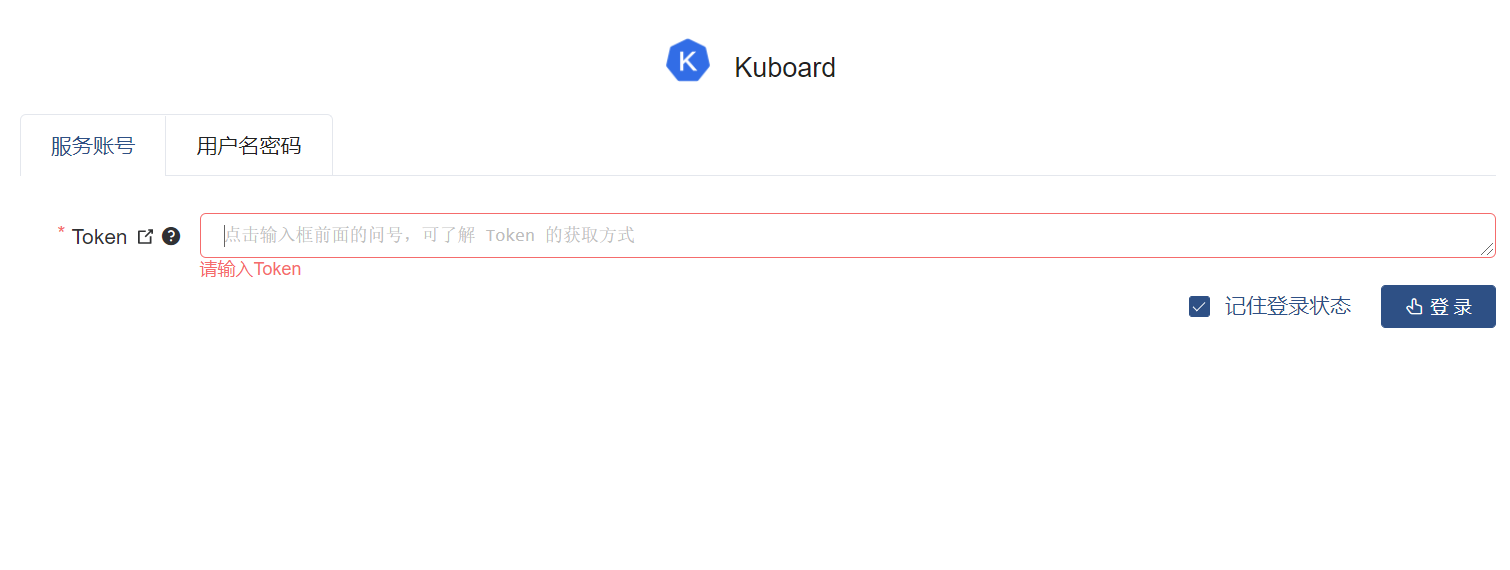 K Kuboard
服务账号 用户名密码
* Token ? 点击输入框前面的问号，可了解 Token 的获取方式
请输入Token
记住登录状态 登 录